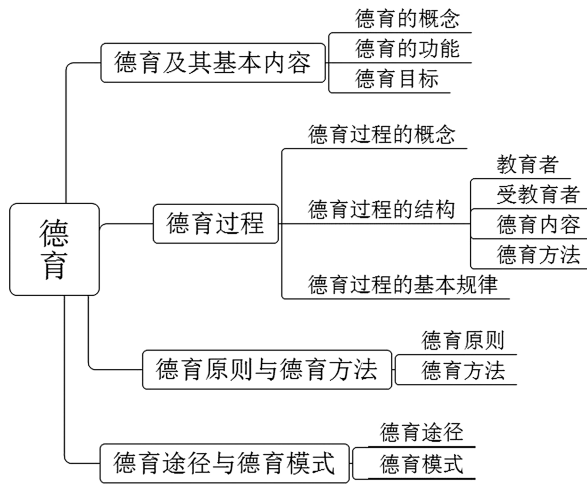 德育
德育及其基本内容
德育的概念
德育的功能
德育目标
德育过程
德育过程的概念
德育过程的结构
教育者
受教育者
德育内容
德育方法
德育过程的基本规律
德育原则与德育方法
德育原则
德育方法
德育途径与德育模式
德育途径
德育模式